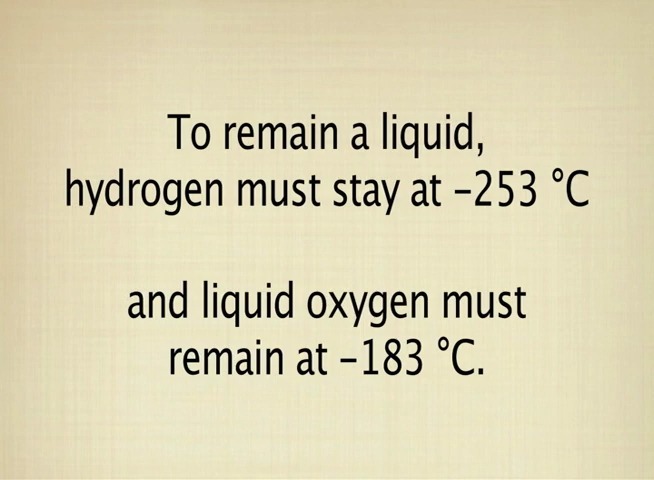 To remain a liquid,
hydrogen must stay at –253 °C
and liquid oxygen must
remain at –183 °C.